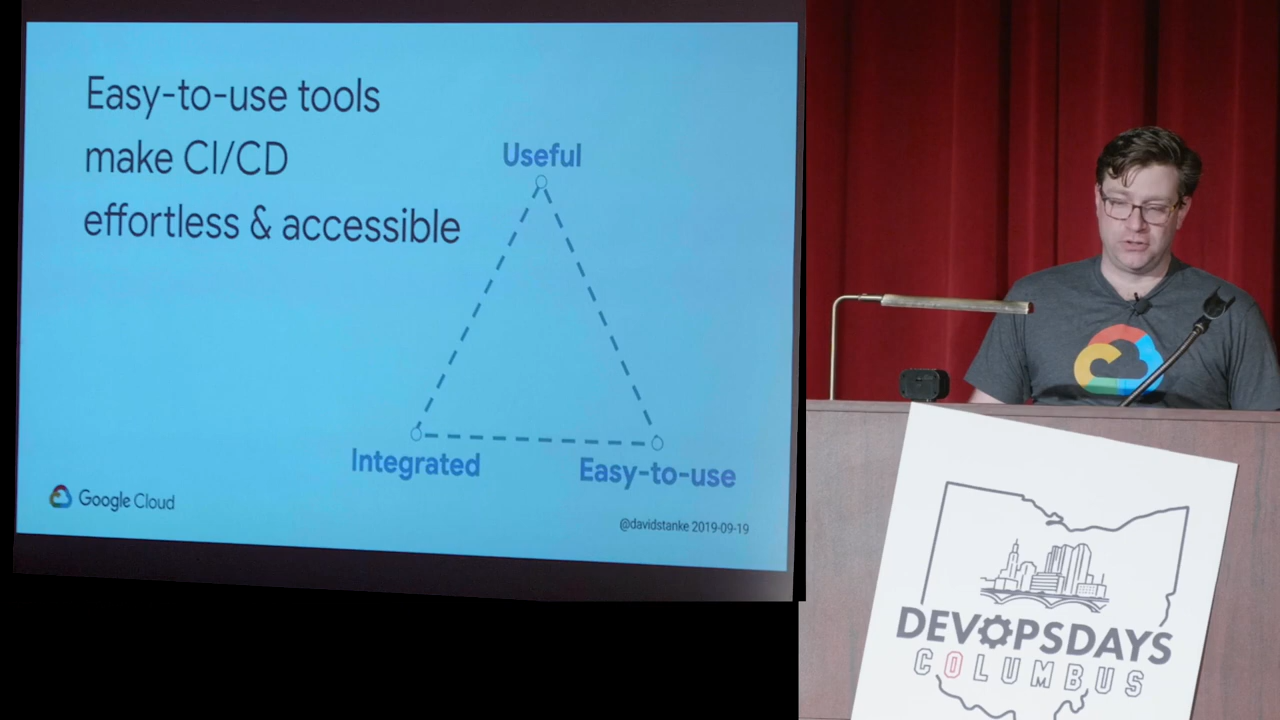 Easy-to-use tools
make CI/CD
effortless & accessible
Useful
Integrated
Easy-to-use
Google Cloud
@davidstanke 2019-09-19
DEVOPSDAYS
COLUMBUS